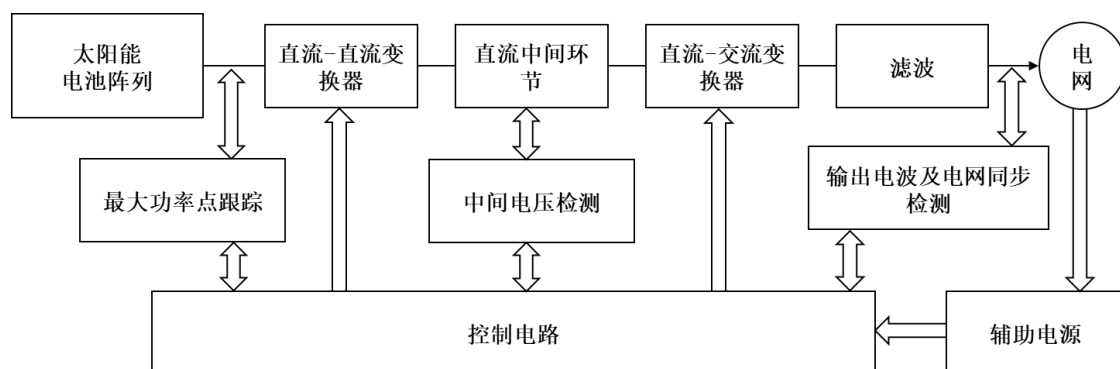 太阳能
电池阵列
直流-直流变
换器
直流中间环
节
直流-交流变
换器
滤波
电
网
最大功率点跟踪
中间电压检测
输出电波及电网同步
检测
控制电路
辅助电源